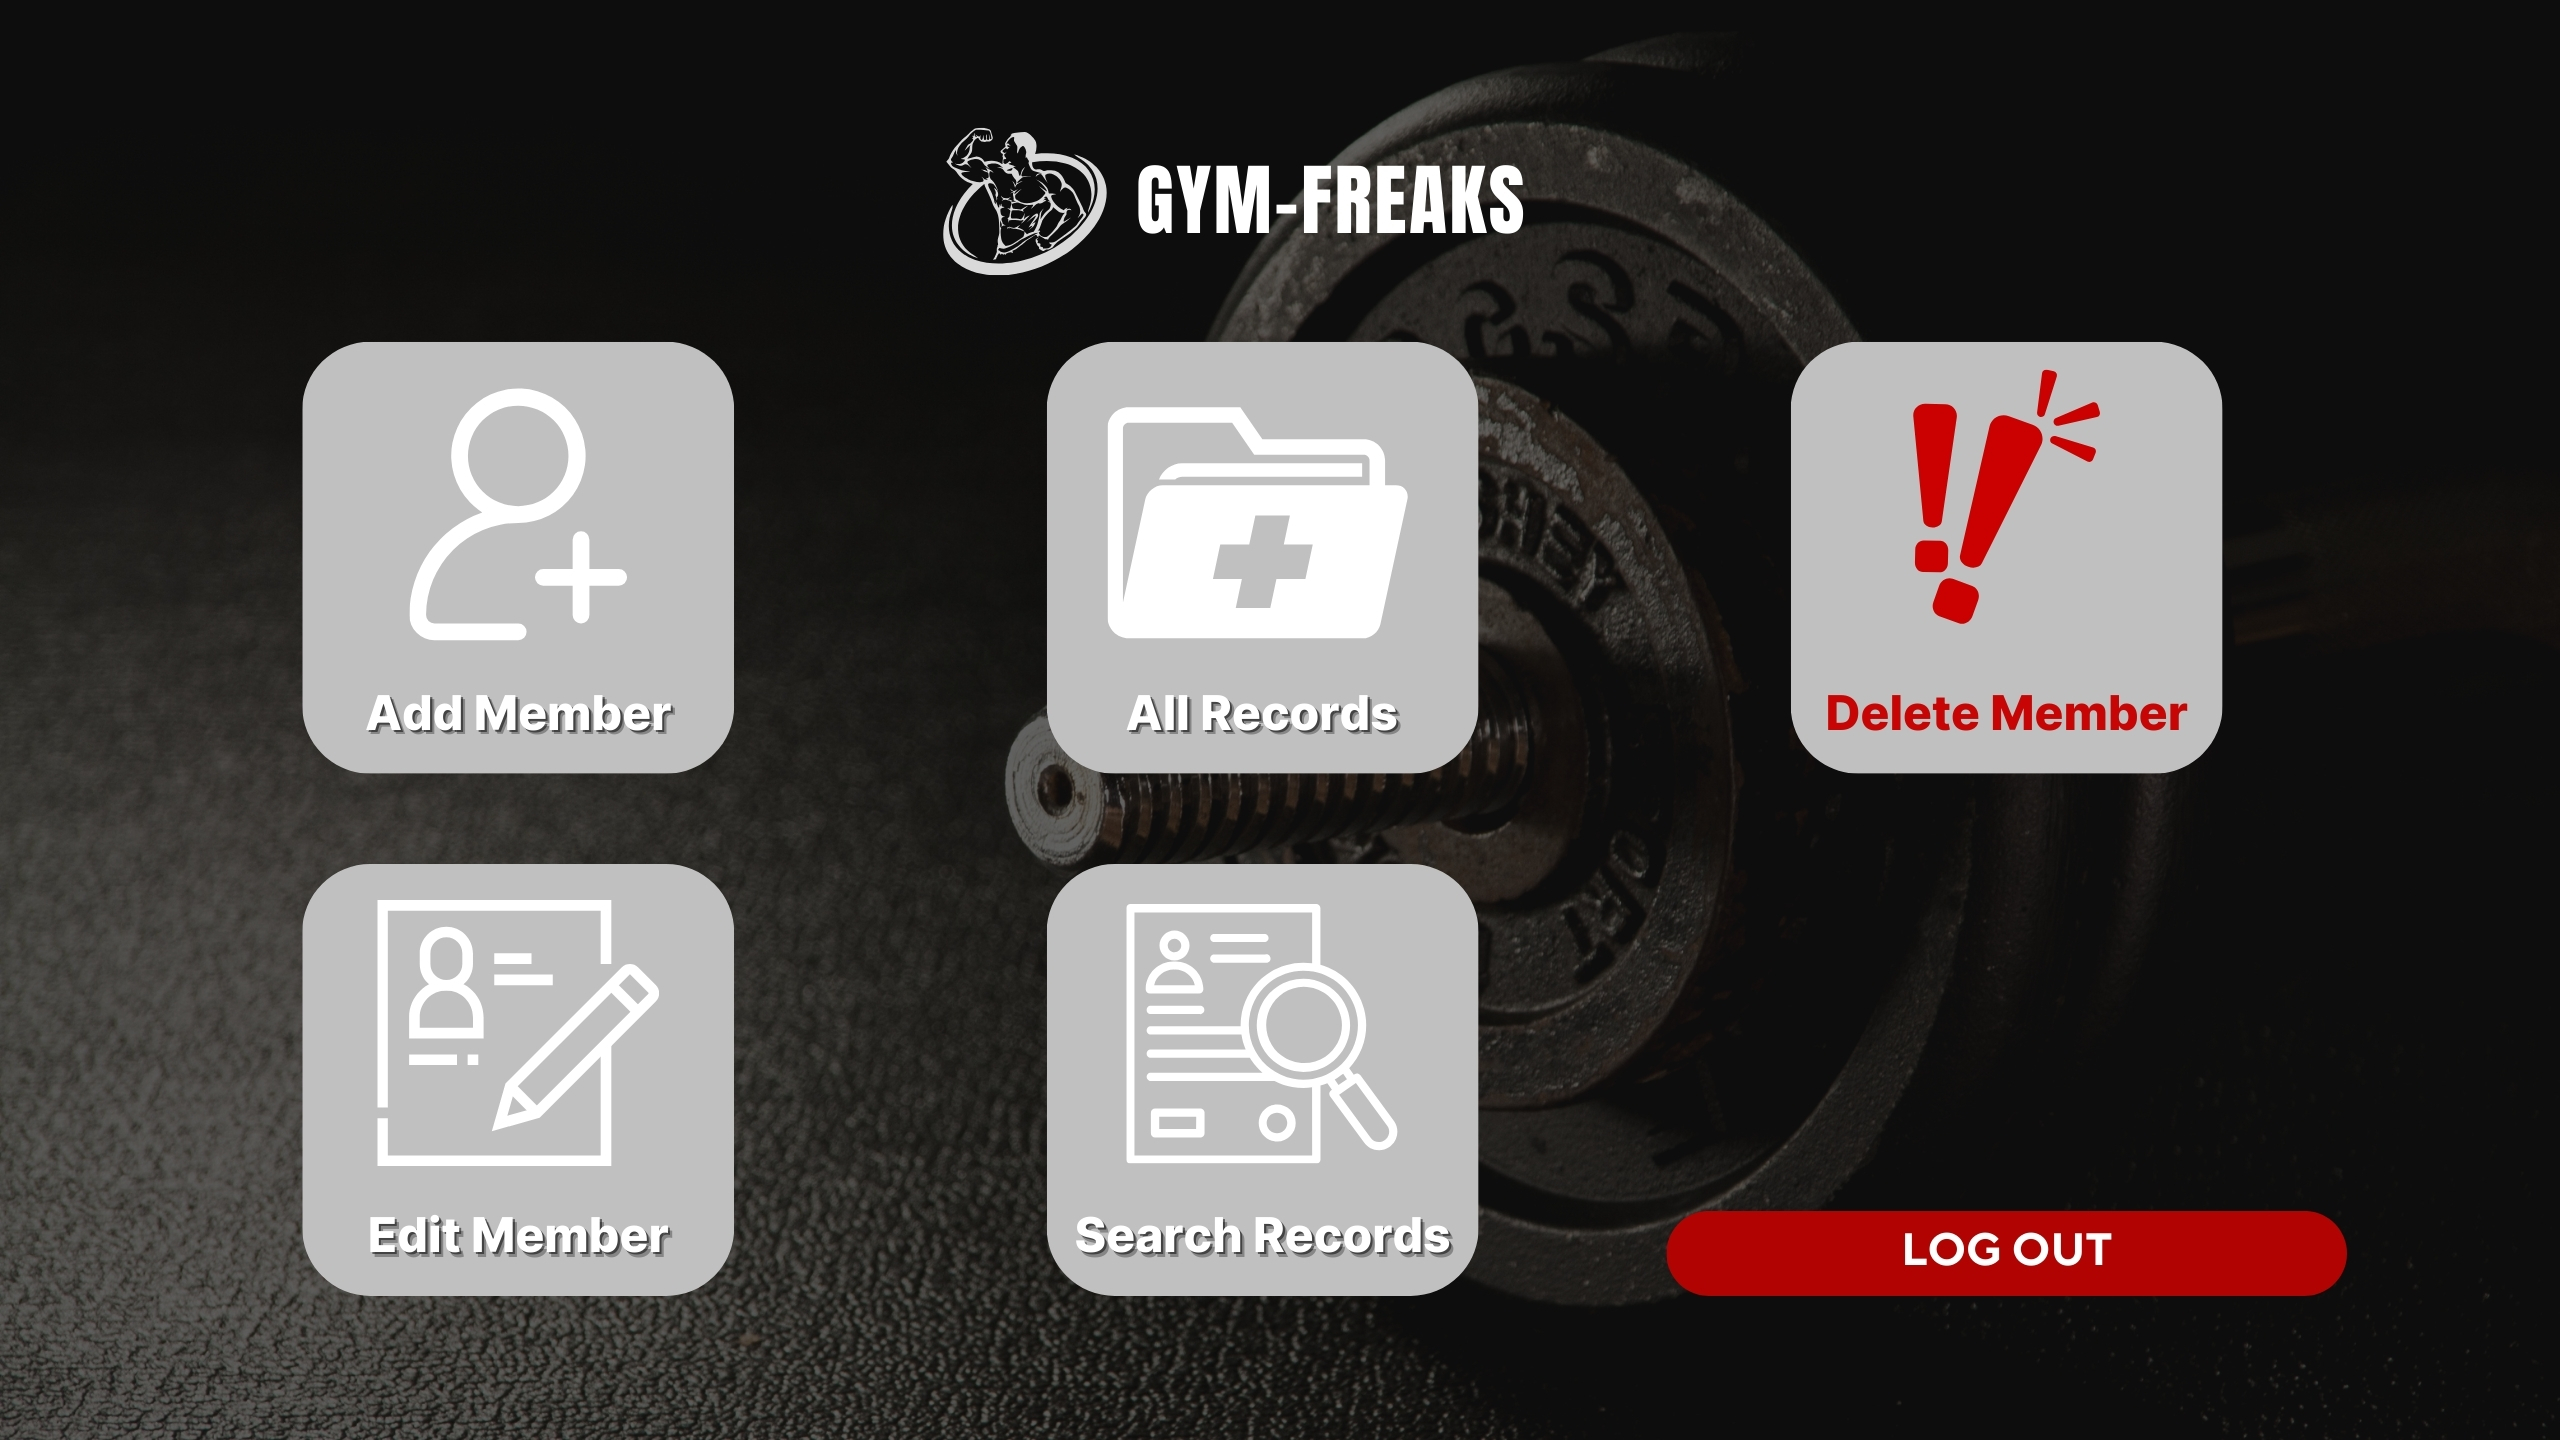 GYM-FREAKS
Add Member
All Records
Delete Member
Edit Member
Search Records
LOG OUT